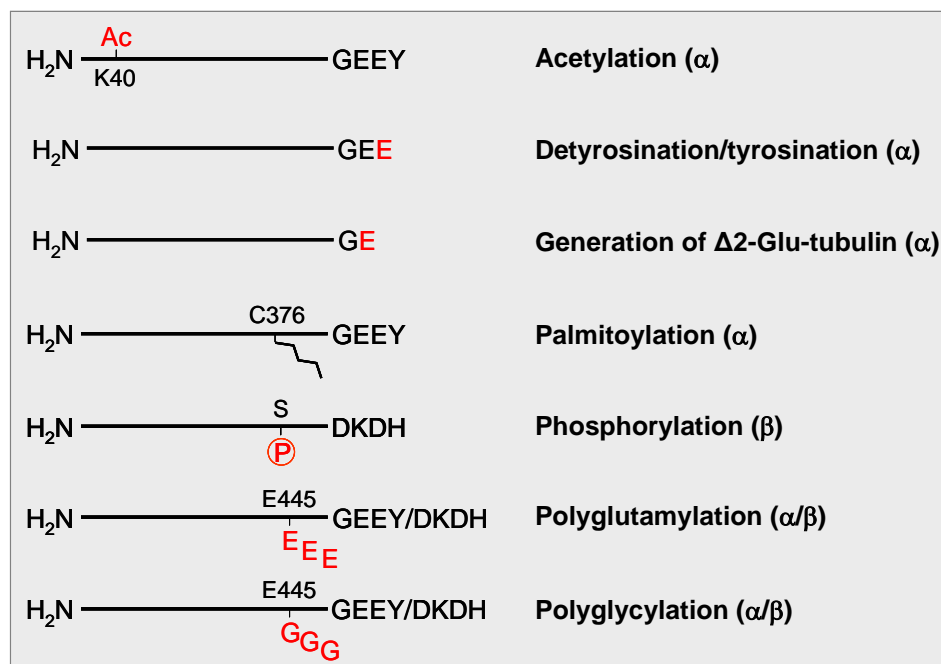 Ac
H₂N K40 GEEY Acetylation (α)
H₂N GEE Detyrosination/tyrosination (α)
H₂N GE Generation of Δ2-Glu-tubulin (α)
C376
H₂N GEEY Palmitoylation (α)
S
H₂N DKDH Phosphorylation (β)
P
E445
H₂N GEEY/DKDH Polyglutamylation (α/β)
EEE
E445
H₂N GEEY/DKDH Polyglycylation (α/β)
GGG